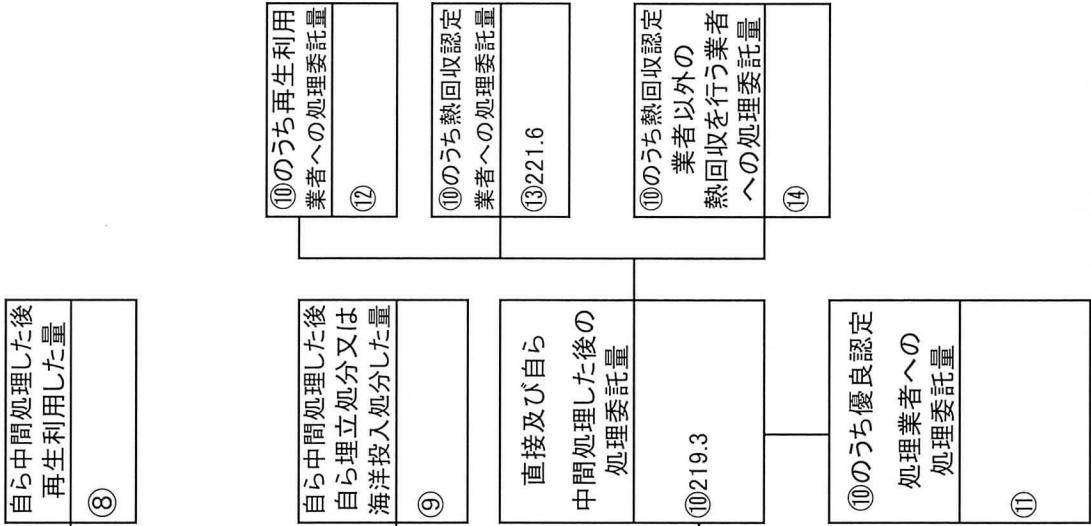 自ら中間処理した後
再生利用した量
⑧
自ら中間処理した後
自ら埋立処分又は
海洋投入処分した量
⑨
直接及び自ら
中間処理した後の
処理委託量
⑩219.3
⑩のうち優良認定
処理業者への
処理委託量
⑪
⑩のうち再生利用
業者への処理委託量
⑫
⑩のうち熱回収認定
業者への処理委託量
⑬221.6
⑩のうち熱回収認定
業者以外の
熱回収を行う業者
への処理委託量
⑭